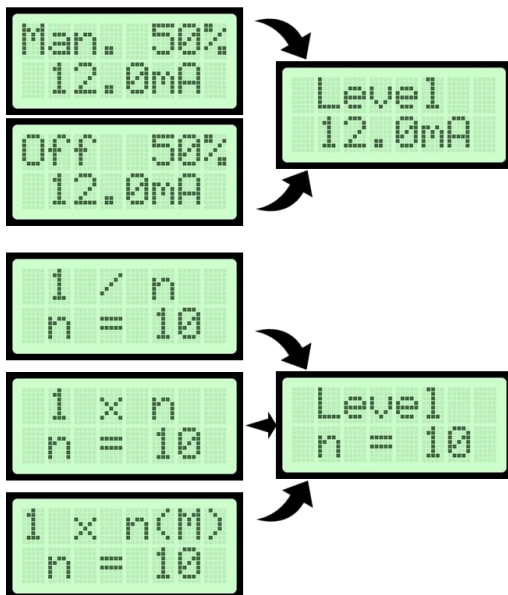 Man. 50%
12.0mA
Off 50%
12.0mA
Level
12.0mA
1 / n
n = 10
1 x n
n = 10
1 x n(M)
n = 10
Level
n = 10